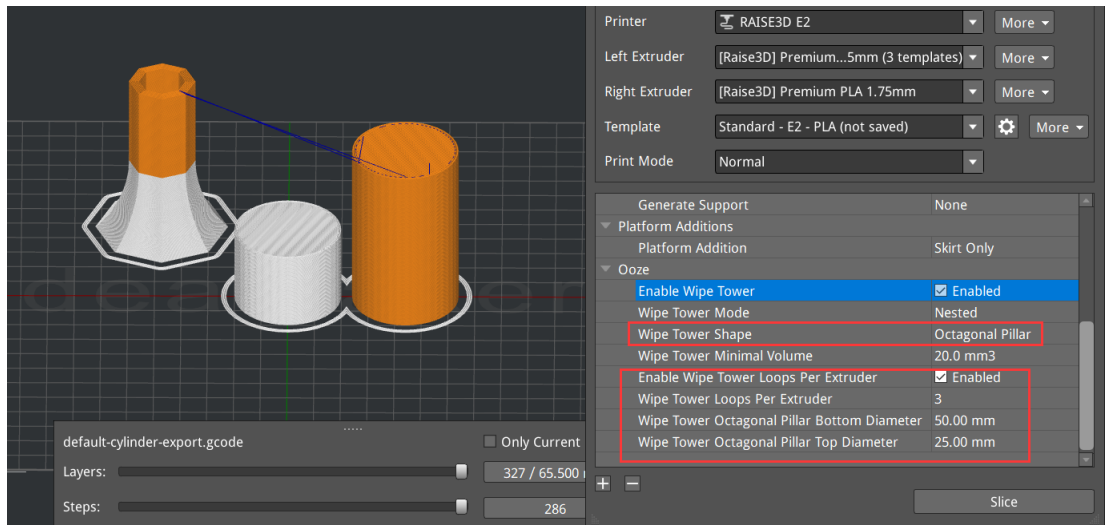 Printer RAISE3D E2 More
Left Extruder [Raise3D] Premium...5mm (3 templates) More
Right Extruder [Raise3D] Premium PLA 1.75mm More
Template Standard - E2 - PLA (not saved) More
Print Mode Normal
Generate Support None
Platform Additions
Platform Addition Skirt Only
Ooze
Enable Wipe Tower Enabled
Wipe Tower Mode Nested
Wipe Tower Shape Octagonal Pillar
Wipe Tower Minimal Volume 20.0 mm3
Enable Wipe Tower Loops Per Extruder Enabled
Wipe Tower Loops Per Extruder 3
Wipe Tower Octagonal Pillar Bottom Diameter 50.00 mm
Wipe Tower Octagonal Pillar Top Diameter 25.00 mm
Slice
default-cylinder-export.gcode Only Current
Layers: 327 / 65.500
Steps: 286